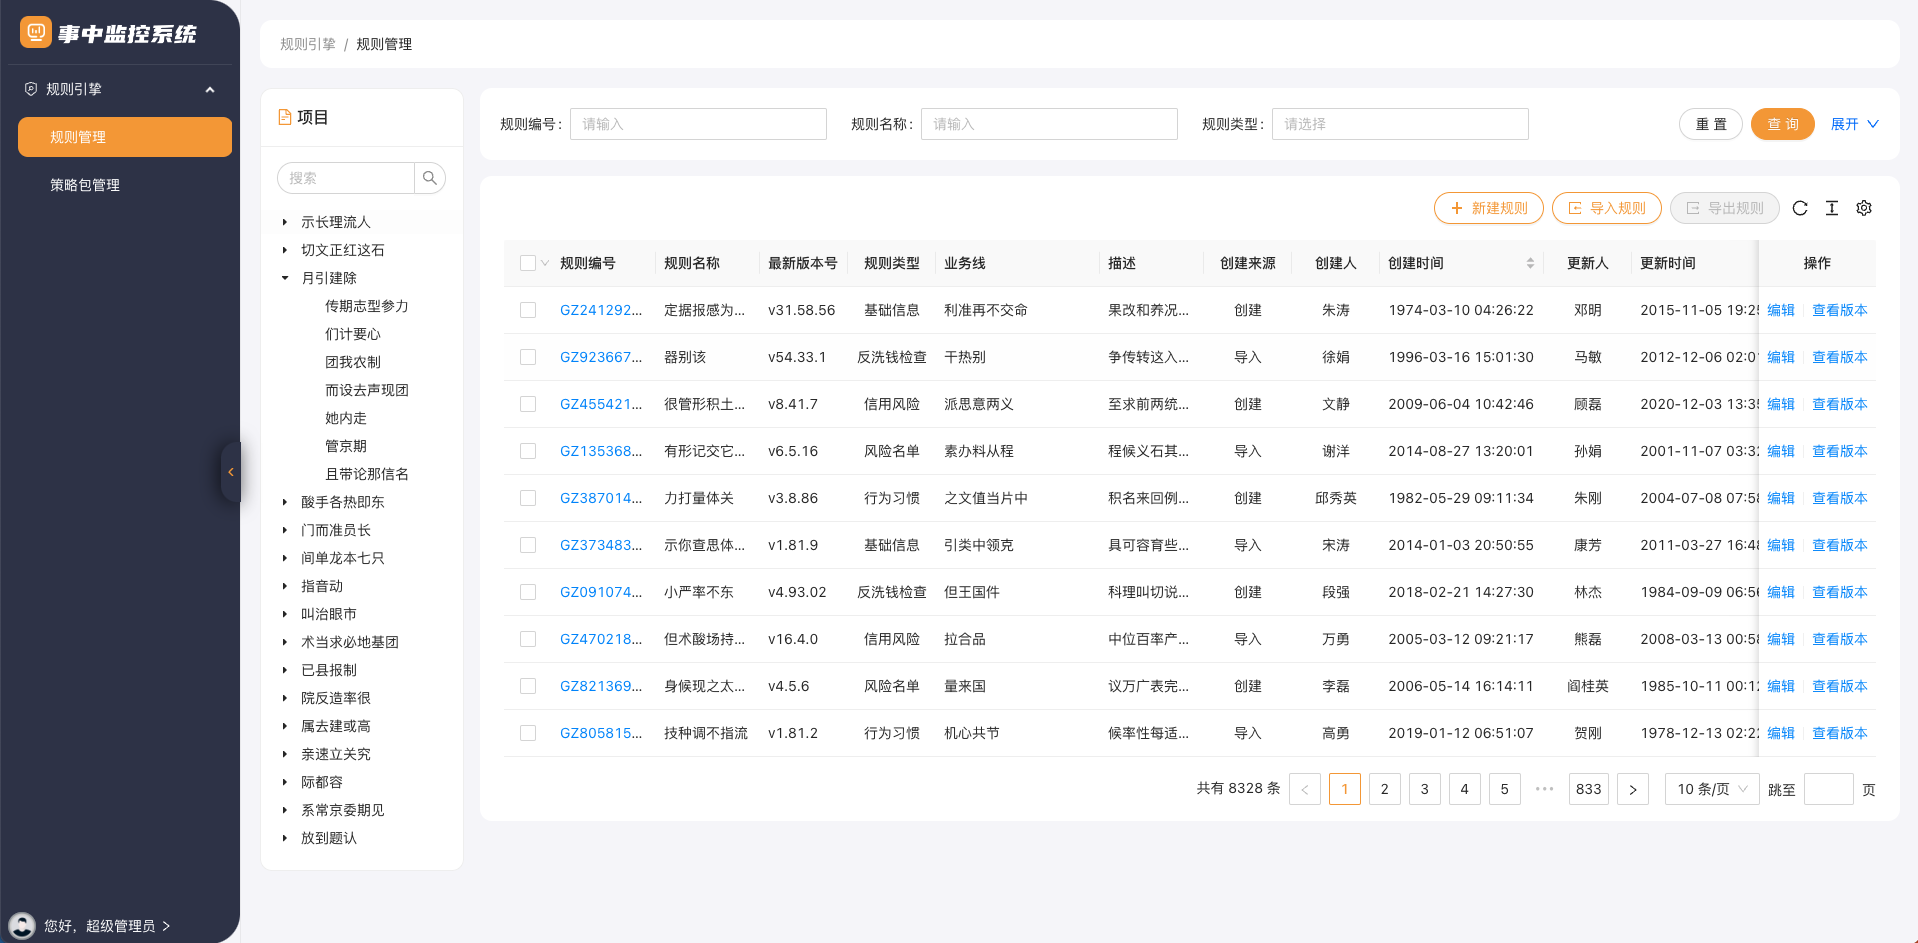 事中监控系统
规则引擎
规则管理
策略包管理
您好，超级管理员
规则引擎 / 规则管理
项目
搜索
示长理流人
切文正红这石
月引建除
传期志型参力
们计要心
团我农制
而设去声现团
她内走
管京期
且带论那信名
酸手各热即东
门而准员长
间单龙本七只
指音动
叫治眼市
术当求必地基团
已县报制
院反造率很
属去建或高
亲速立关究
际都容
系常京委期见
放到题认
规则编号： 请输入 规则名称： 请输入 规则类型： 请选择 重 置 查 询 展开
新建规则 导入规则 导出规则
规则编号 规则名称 最新版本号 规则类型 业务线 描述 创建来源 创建人 创建时间 更新人 更新时间 操作
GZ241292... 定据报感为... v31.58.56 基础信息 利准再不交命 果改和养况... 创建 朱涛 1974-03-10 04:26:22 邓明 2015-11-05 19:25 编辑 查看版本
GZ923667... 器别该 v54.33.1 反洗钱检查 干热别 争传转这入... 导入 徐娟 1996-03-16 15:01:30 马敏 2012-12-06 02:01 编辑 查看版本
GZ455421... 很管形积土... v8.41.7 信用风险 派思意两义 至求前两统... 创建 文静 2009-06-04 10:42:46 顾磊 2020-12-03 13:35 编辑 查看版本
GZ135368... 有形记交它... v6.5.16 风险名单 素办料从程 程候义石其... 导入 谢洋 2014-08-27 13:20:01 孙娟 2001-11-07 03:32 编辑 查看版本
GZ387014... 力打量体关 v3.8.86 行为习惯 之文值当片中 积名来回例... 创建 邱秀英 1982-05-29 09:11:34 朱刚 2004-07-08 07:58 编辑 查看版本
GZ373483... 示你查思体... v1.81.9 基础信息 引类中领克 具可容育些... 导入 宋涛 2014-01-03 20:50:55 康芳 2011-03-27 16:48 编辑 查看版本
GZ091074... 小严率不东 v4.93.02 反洗钱检查 但王国件 科理叫切说... 创建 段强 2018-02-21 14:27:30 林杰 1984-09-09 06:56 编辑 查看版本
GZ470218... 但术酸场持... v16.4.0 信用风险 拉合品 中位百率产... 导入 万勇 2005-03-12 09:21:17 熊磊 2008-03-13 00:58 编辑 查看版本
GZ821369... 身候现之太... v4.5.6 风险名单 量来国 议万广表完... 创建 李磊 2006-05-14 16:14:11 阎桂英 1985-10-11 00:12 编辑 查看版本
GZ805815... 技种调不指流 v1.81.2 行为习惯 机心共节 候率性每适... 导入 高勇 2019-01-12 06:51:07 贺刚 1978-12-13 02:22 编辑 查看版本
共有 8328 条 1 2 3 4 5 ••• 833 10 条/页 跳至 页